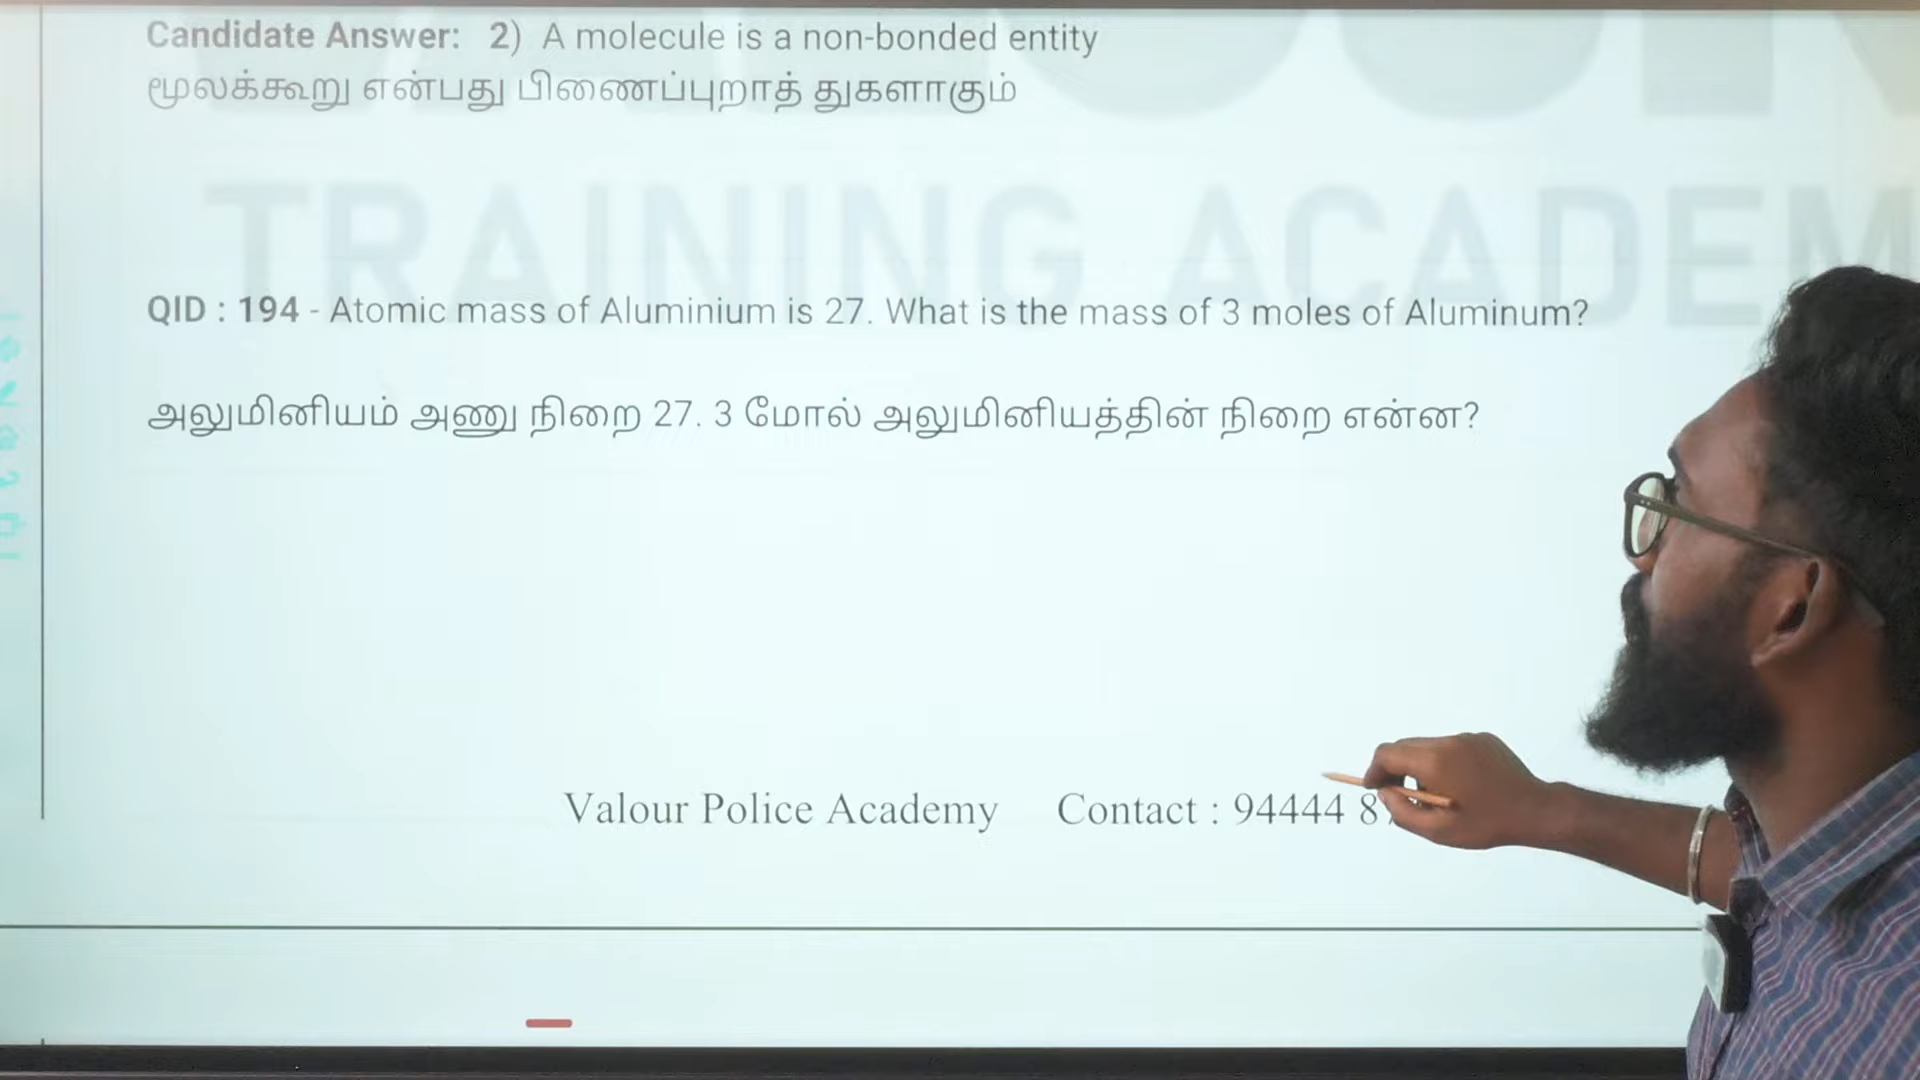 Candidate Answer: 2) A molecule is a non-bonded entity
மூலக்கூறு என்பது பிணைப்புறாத் துகளாகும்
TRAINING ACADEM
QID : 194 - Atomic mass of Aluminium is 27. What is the mass of 3 moles of Aluminum?
அலுமினியம் அணு நிறை 27. 3 மோல் அலுமினியத்தின் நிறை என்ன?
Valour Police Academy Contact : 94444 8